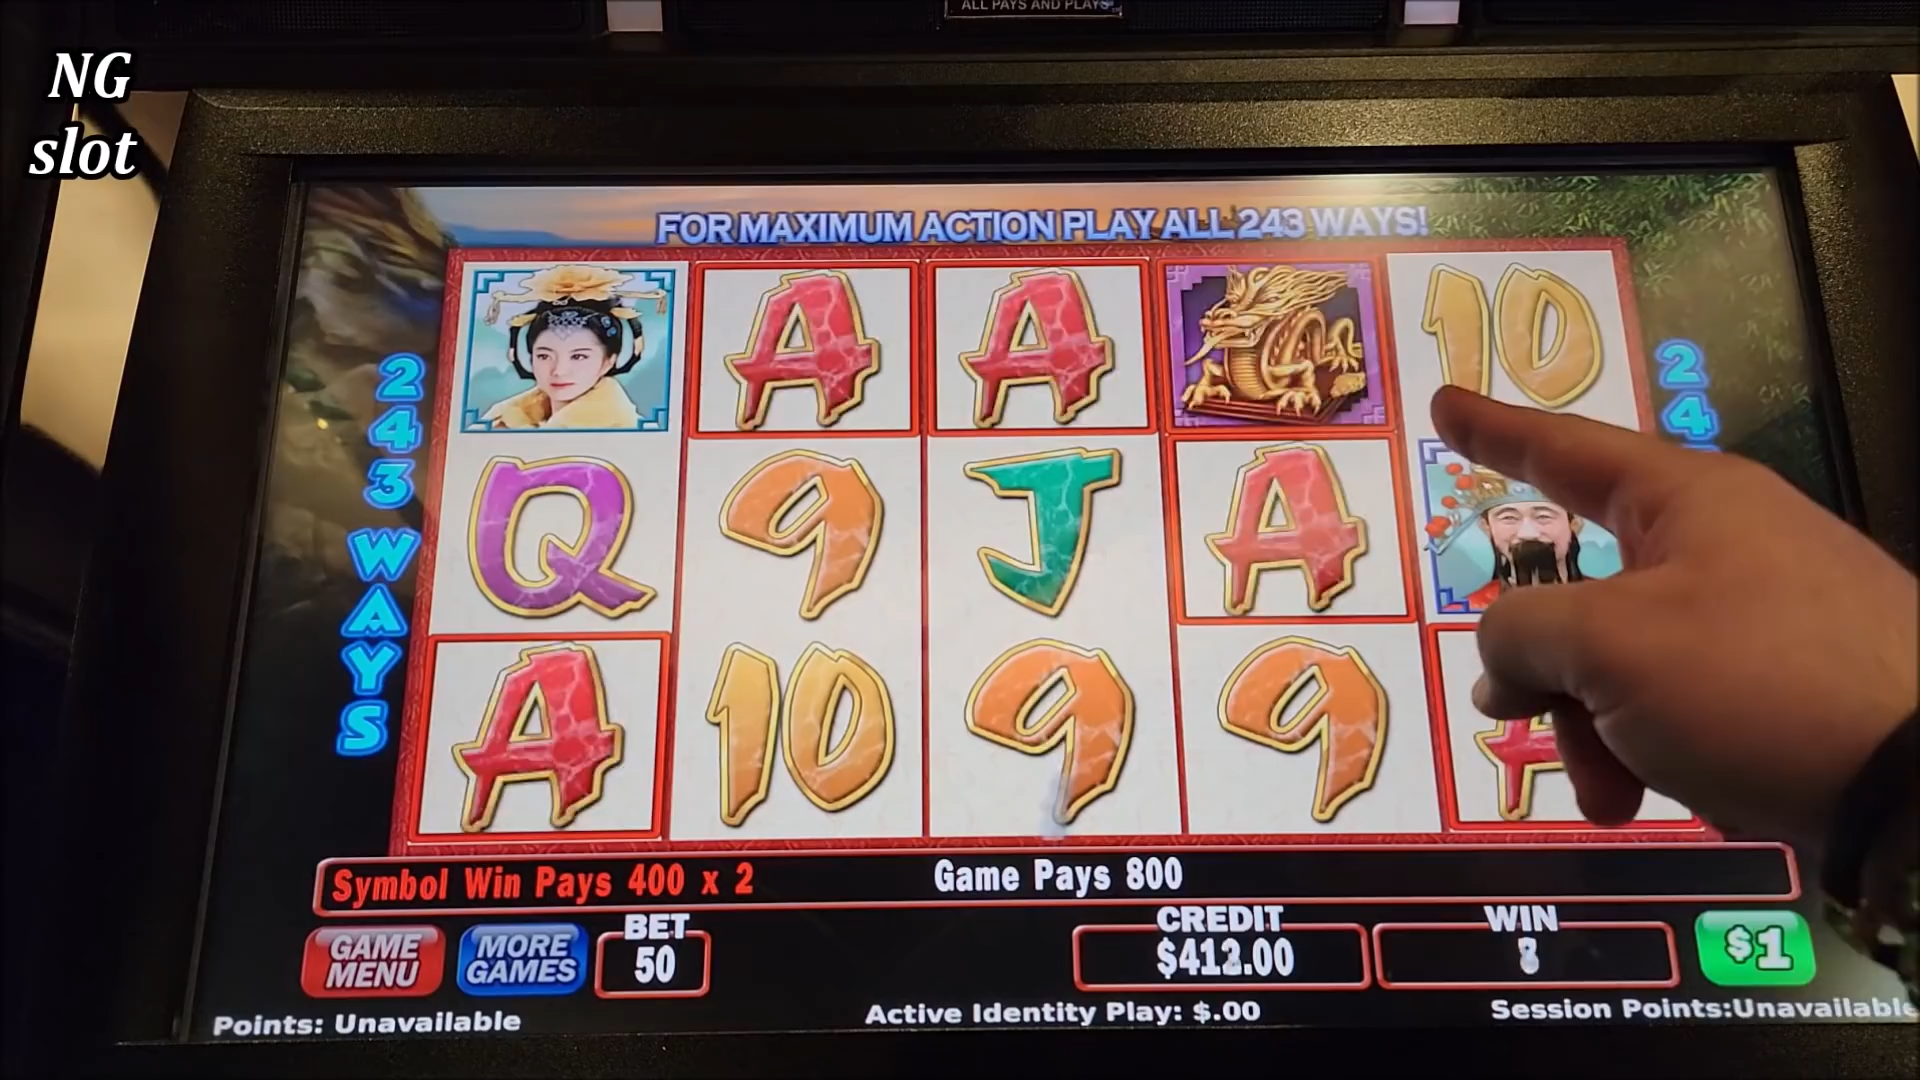 ALL PAYS AND PLAYS
NG
slot
FOR MAXIMUM ACTION PLAY ALL 243 WAYS!
A A 10
Q 9 J A
A 10 9 9 A
243 WAYS
24
Symbol Win Pays 400 x 2
Game Pays 800
GAME MENU
MORE GAMES
BET
50
CREDIT
WIN
$1
Points: Unavailable
Active Identity Play: $.00
Session Points:Unavailable